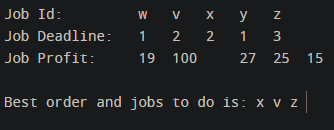 Job Id: w v x y z
Job Deadline: 1 2 2 1 3
Job Profit: 19 100 27 25 15
Best order and jobs to do is: x v z